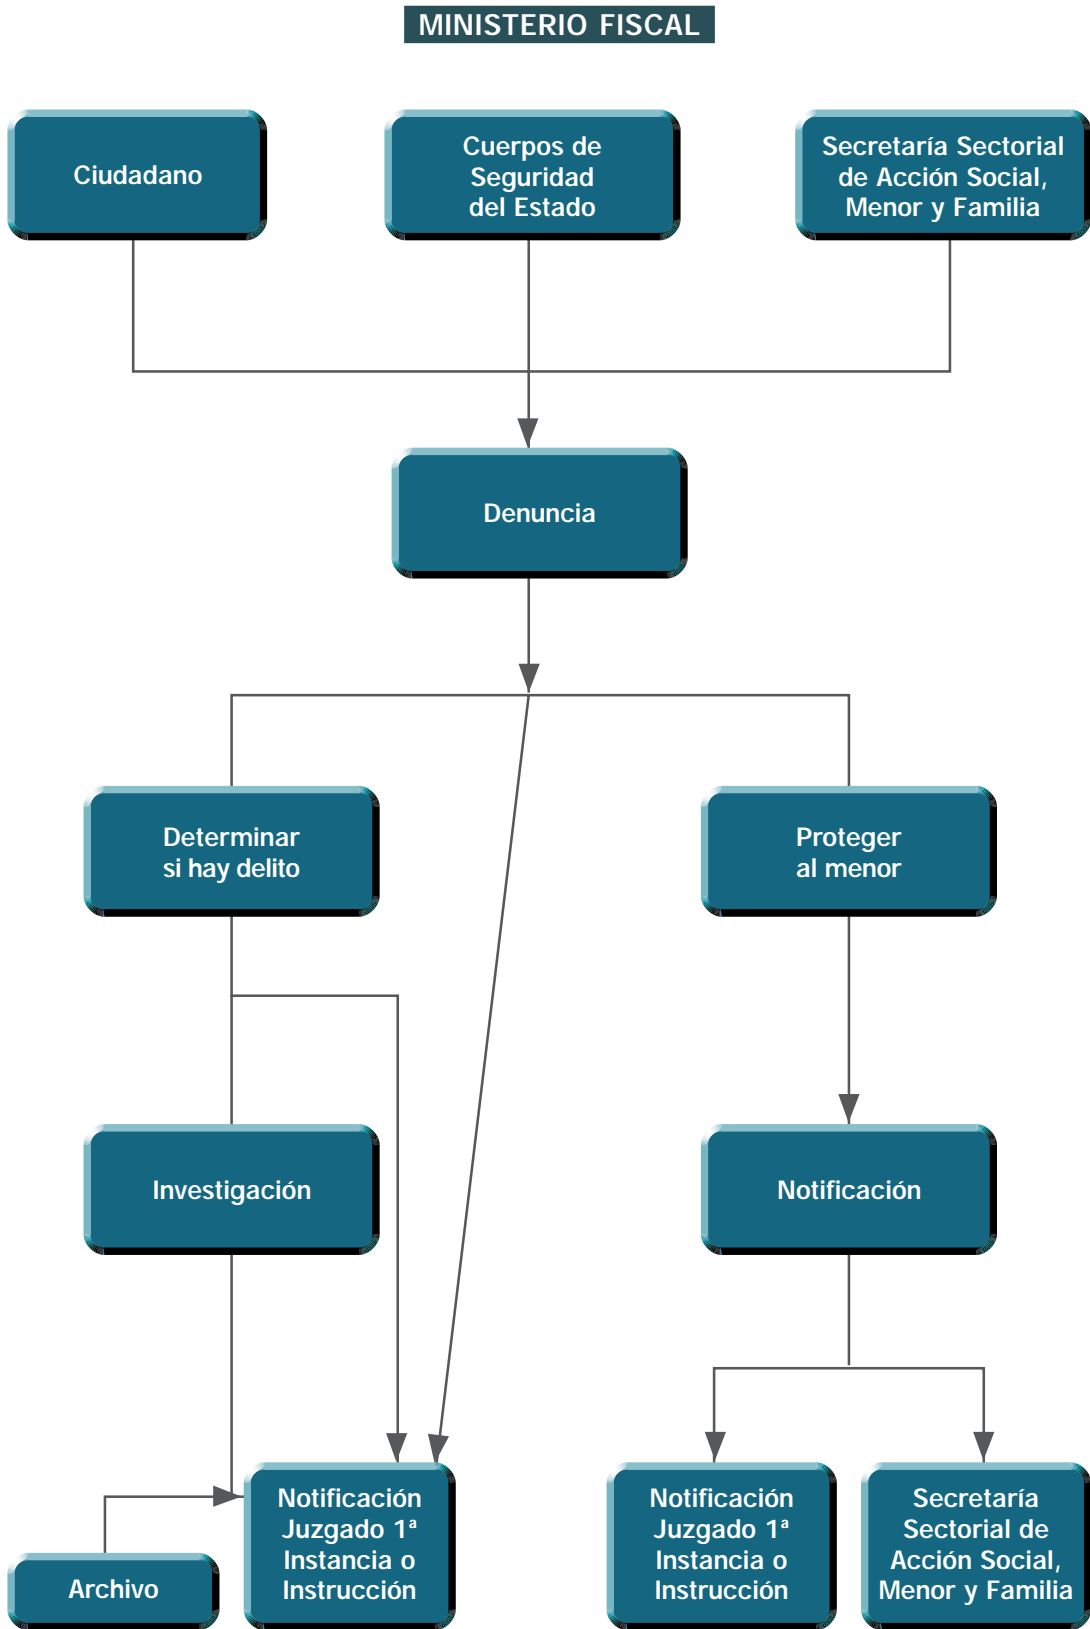 MINISTERIO FISCAL
Ciudadano
Cuerpos de
Seguridad
del Estado
Secretaría Sectorial
de Acción Social,
Menor y Familia
Denuncia
Determinar
si hay delito
Proteger
al menor
Investigación
Notificación
Archivo
Notificación
Juzgado 1ª
Instancia o
Instrucción
Notificación
Juzgado 1ª
Instancia o
Instrucción
Secretaría
Sectorial de
Acción Social,
Menor y Familia